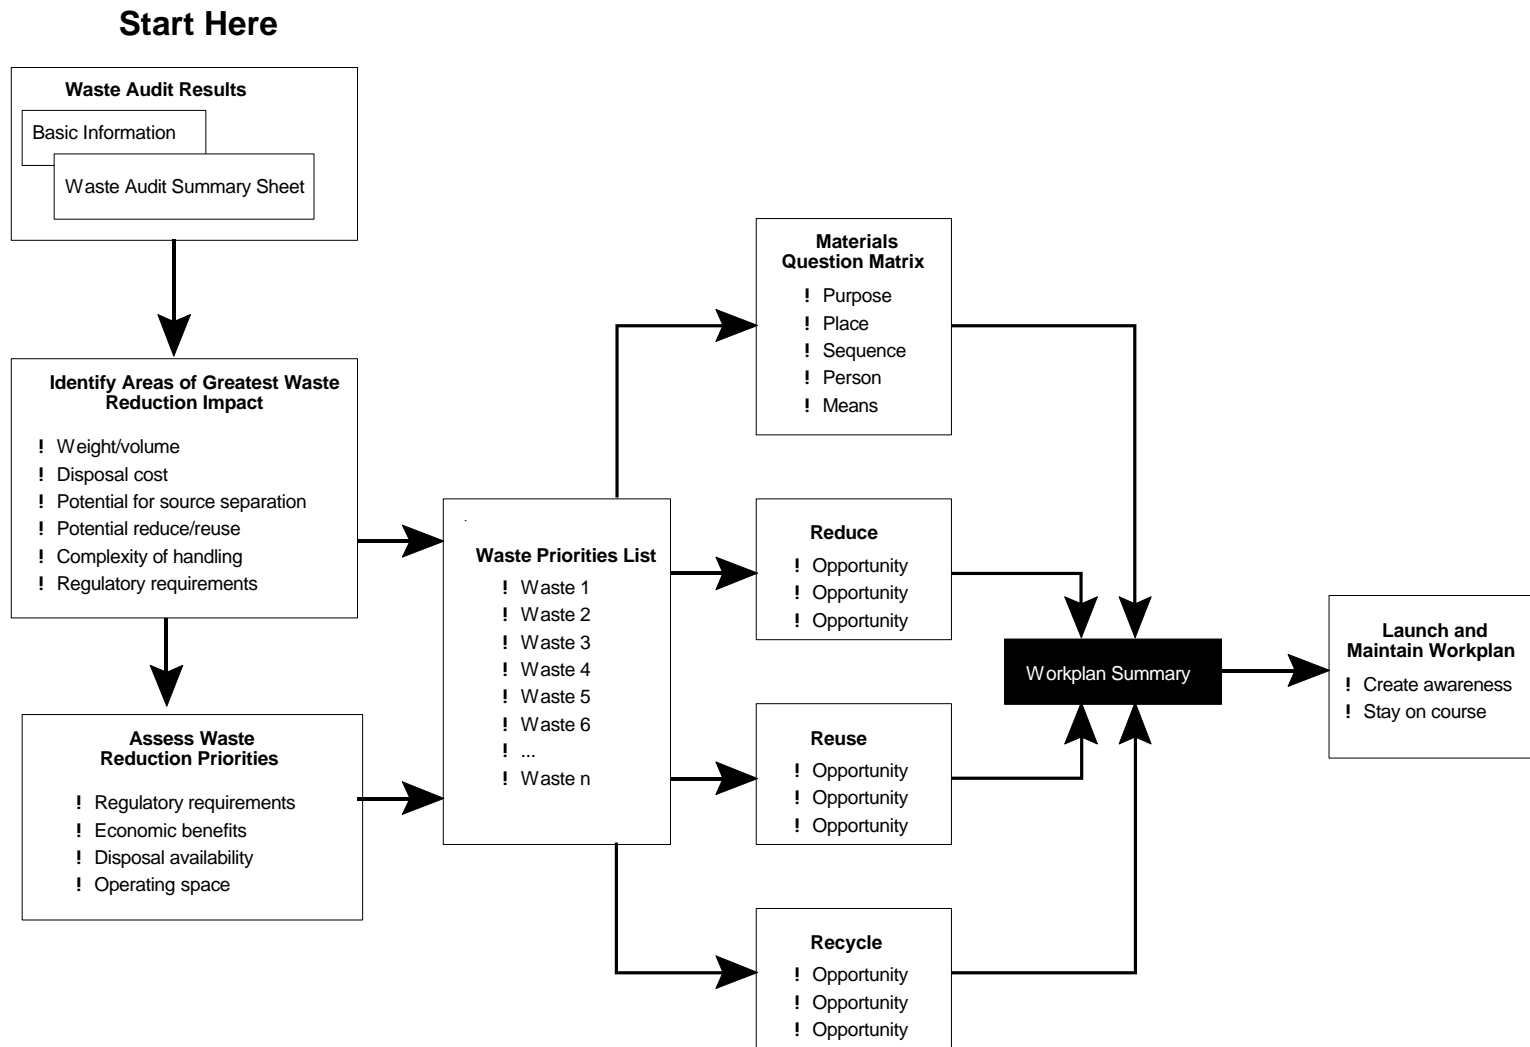 Start Here
Waste Audit Results
Basic Information
Waste Audit Summary Sheet
Identify Areas of Greatest Waste
Reduction Impact
! Weight/volume
! Disposal cost
! Potential for source separation
! Potential reduce/reuse
! Complexity of handling
! Regulatory requirements
Assess Waste
Reduction Priorities
! Regulatory requirements
! Economic benefits
! Disposal availability
! Operating space
Waste Priorities List
! Waste 1
! Waste 2
! Waste 3
! Waste 4
! Waste 5
! Waste 6
! ...
! Waste n
Materials
Question Matrix
! Purpose
! Place
! Sequence
! Person
! Means
Reduce
! Opportunity
! Opportunity
! Opportunity
Reuse
! Opportunity
! Opportunity
! Opportunity
Recycle
! Opportunity
! Opportunity
! Opportunity
Workplan Summary
Launch and
Maintain Workplan
! Create awareness
! Stay on course